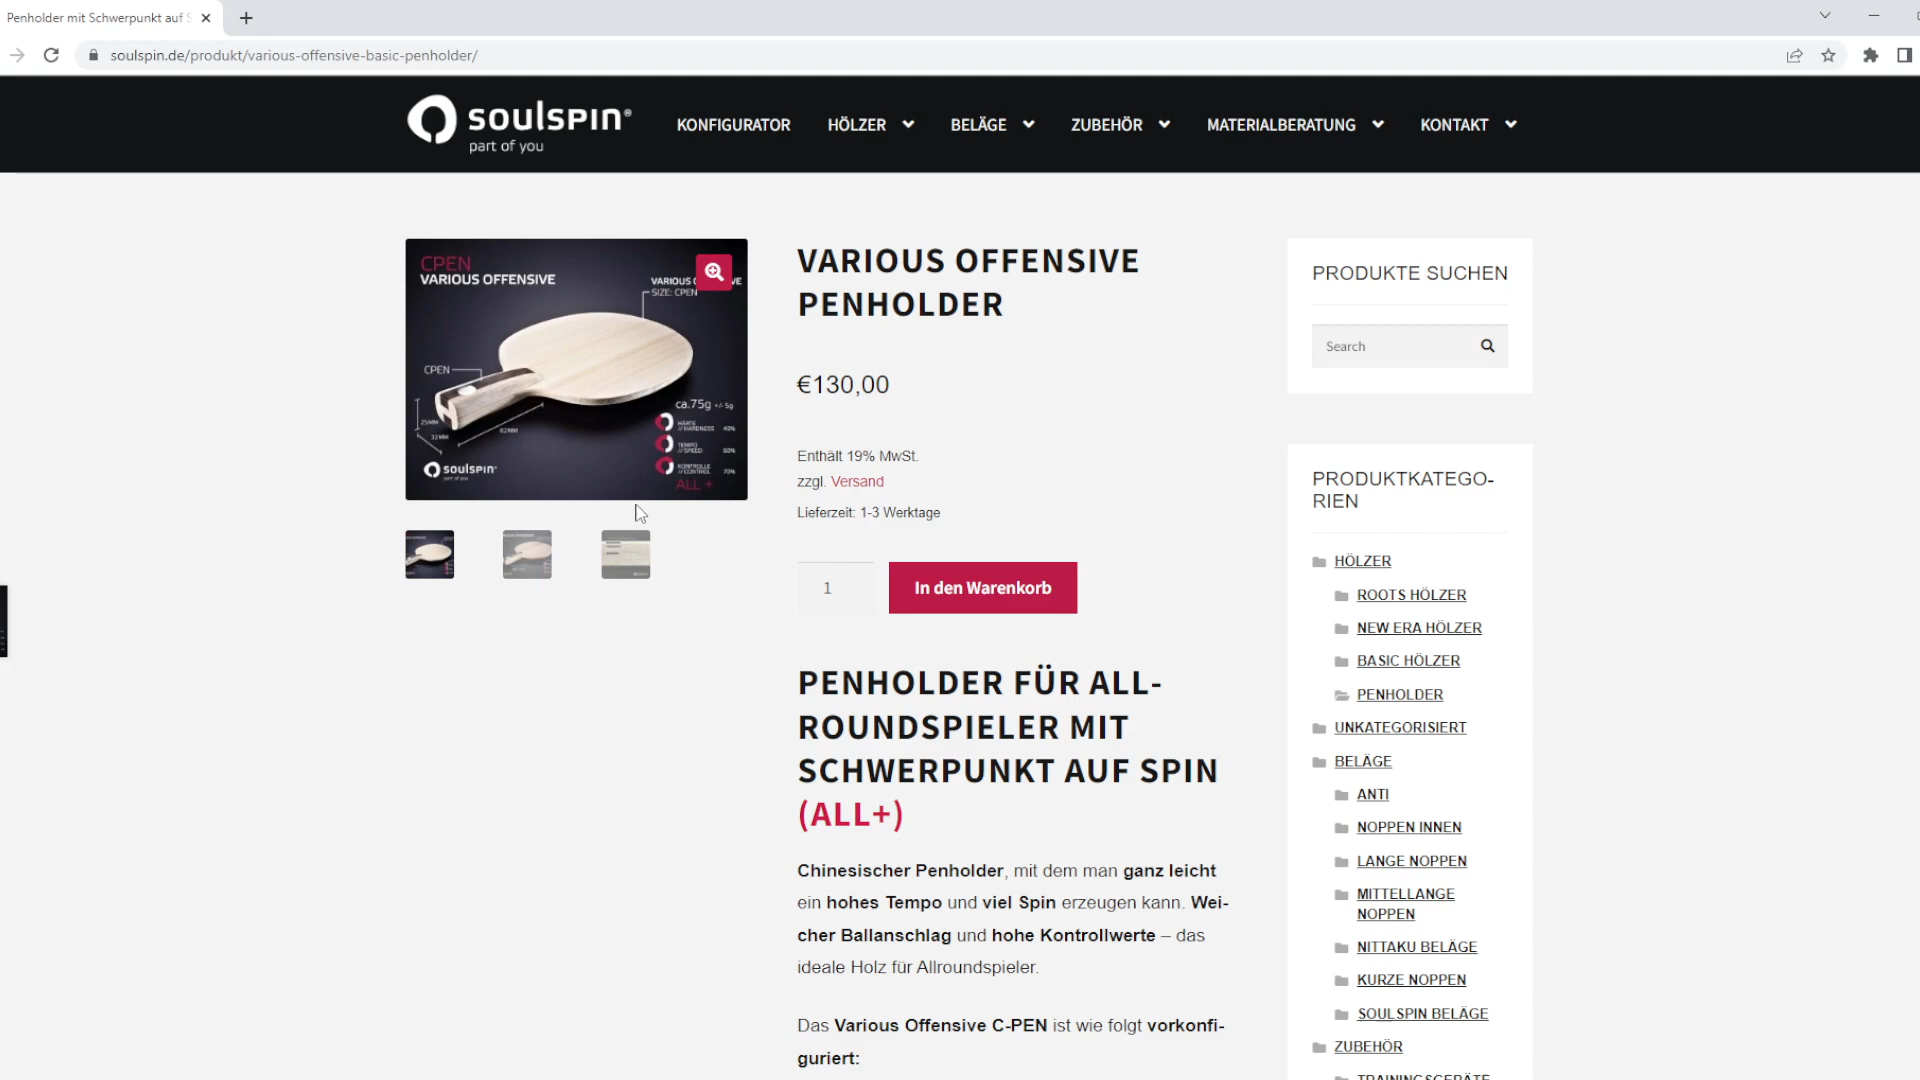 Penholder mit Schwerpunkt auf S
soulspin.de/produkt/various-offensive-basic-penholder/
soulspin®
part of you
KONFIGURATOR
HÖLZER
BELÄGE
ZUBEHÖR
MATERIALBERATUNG
KONTAKT
CPEN
VARIOUS OFFENSIVE
VARIOUS
SIZE: CPEN
CPEN
25MM
32MM
82MM
ca.75g +/- 5g
HÄRTE
//HARDNESS 40%
TEMPO
//SPEED 60%
KONTROLLE
//CONTROL 70%
ALL +
soulspin®
part of you
VARIOUS OFFENSIVE
PENHOLDER
€130,00
Enthält 19% MwSt.
zzgl. Versand
Lieferzeit: 1-3 Werktage
1
In den Warenkorb
PENHOLDER FÜR ALL-
ROUNDSPIELER MIT
SCHWERPUNKT AUF SPIN
(ALL+)
Chinesischer Penholder, mit dem man ganz leicht
ein hohes Tempo und viel Spin erzeugen kann. Wei-
cher Ballanschlag und hohe Kontrollwerte – das
ideale Holz für Allroundspieler.
Das Various Offensive C-PEN ist wie folgt vorkonfi-
guriert:
PRODUKTE SUCHEN
Search
PRODUKTKATEGO-
RIEN
HÖLZER
ROOTS HÖLZER
NEW ERA HÖLZER
BASIC HÖLZER
PENHOLDER
UNKATEGORISIERT
BELÄGE
ANTI
NOPPEN INNEN
LANGE NOPPEN
MITTELLANGE
NOPPEN
NITTAKU BELÄGE
KURZE NOPPEN
SOULSPIN BELÄGE
ZUBEHÖR
TRAININGSGERÄTE